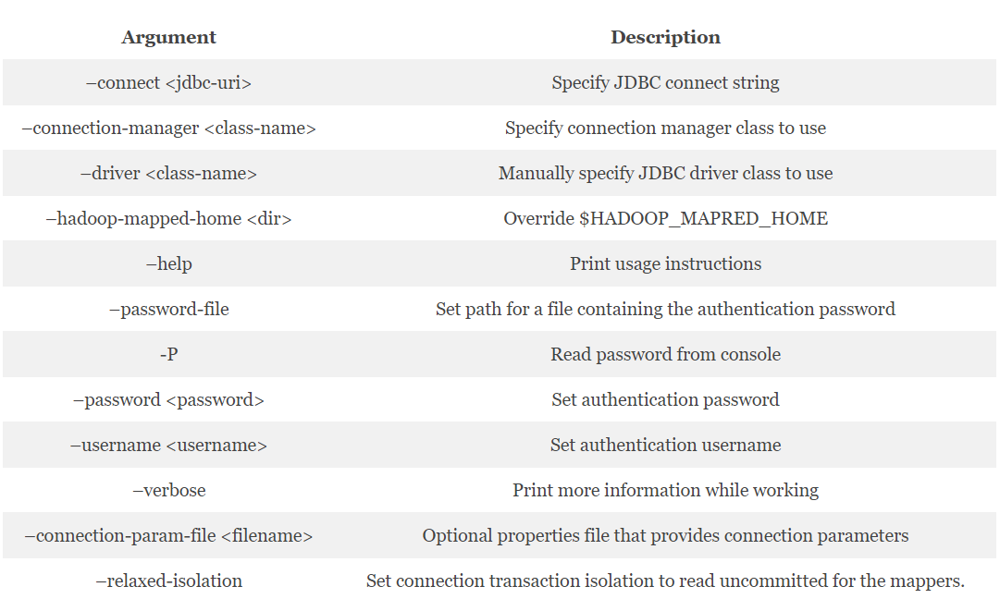 Argument Description
–connect <jdbc-uri> Specify JDBC connect string
–connection-manager <class-name> Specify connection manager class to use
–driver <class-name> Manually specify JDBC driver class to use
–hadoop-mapped-home <dir> Override $HADOOP_MAPRED_HOME
–help Print usage instructions
–password-file Set path for a file containing the authentication password
-P Read password from console
–password <password> Set authentication password
–username <username> Set authentication username
–verbose Print more information while working
–connection-param-file <filename> Optional properties file that provides connection parameters
–relaxed-isolation Set connection transaction isolation to read uncommitted for the mappers.